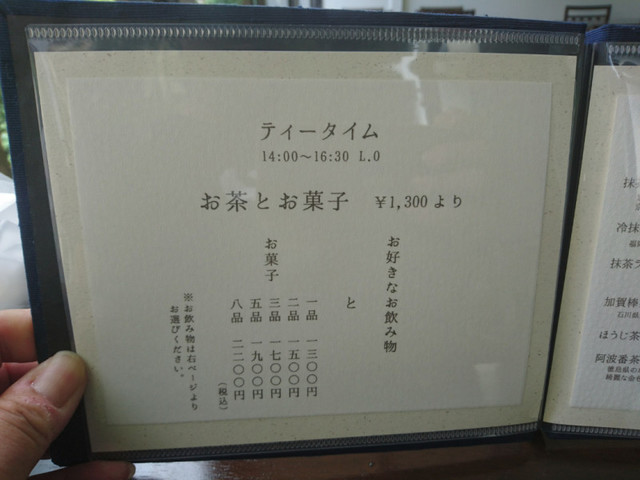 ティータイム
14:00～16:30 L.O
お茶とお菓子 ¥1,300より
お好きなお飲み物
と
お菓子
一品 一三〇〇円
二品 一五〇〇円
三品 一七〇〇円
五品 一九〇〇円
八品 二二〇〇円
（税込）
※お飲み物は右ページより
お選びください。
抹茶ラ
加賀棒
石川県
ほうじ茶
阿波番茶